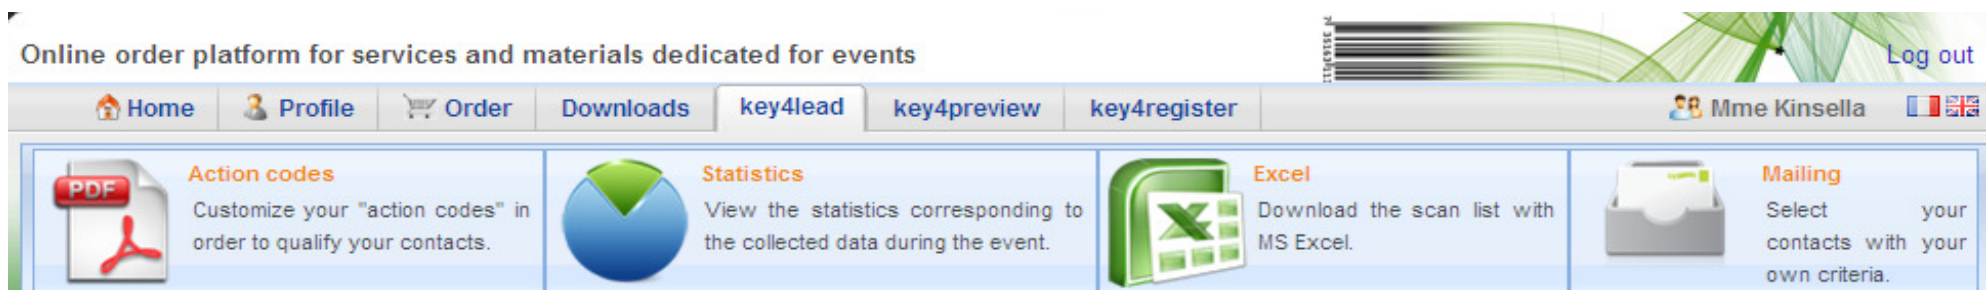 Online order platform for services and materials dedicated for events
Log out
Home Profile Order Downloads key4lead key4preview key4register Mme Kinsella
PDF
Action codes
Customize your "action codes" in
order to qualify your contacts.
Statistics
View the statistics corresponding to
the collected data during the event.
Excel
Download the scan list with
MS Excel.
Mailing
Select your
contacts with your
own criteria.